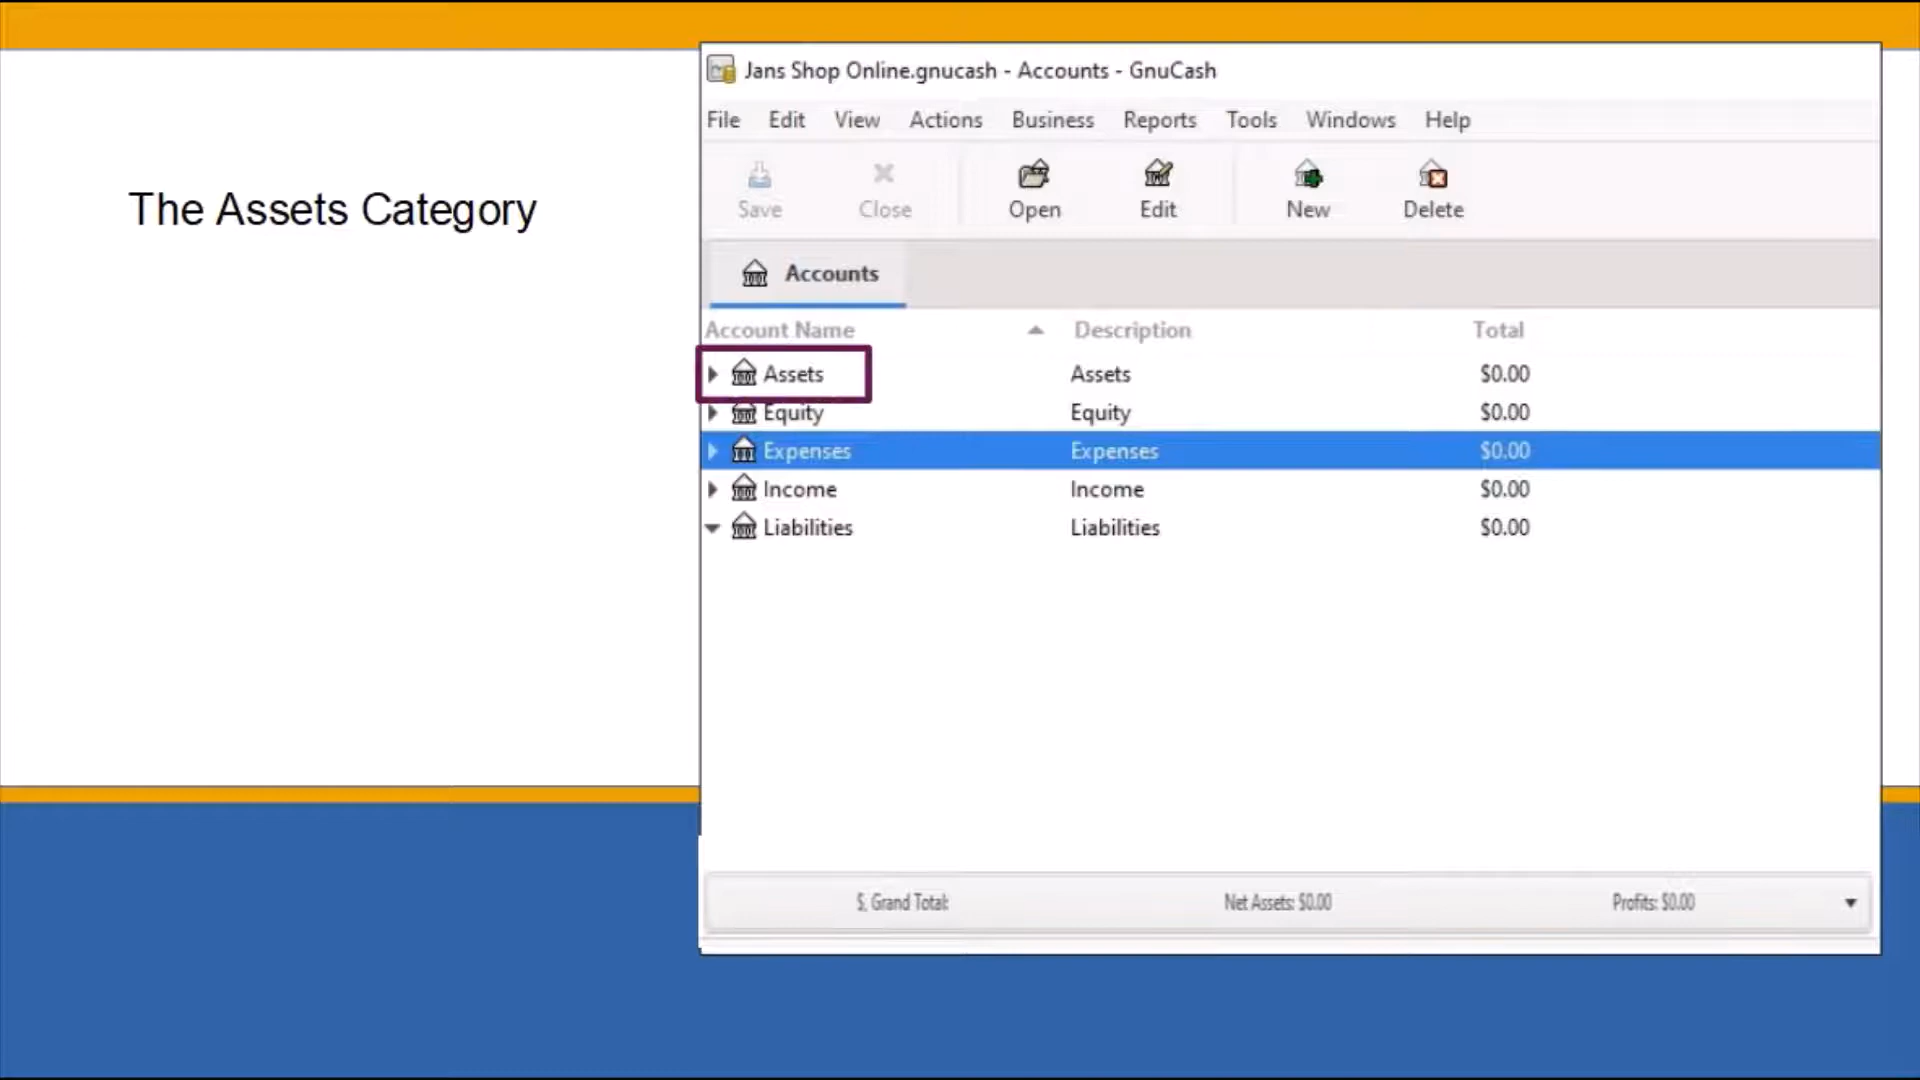 The Assets Category
Jans Shop Online.gnucash - Accounts - GnuCash
File Edit View Actions Business Reports Tools Windows Help
Save Close Open Edit New Delete
Accounts
Account Name Description Total
Assets Assets $0.00
Equity Equity $0.00
Expenses Expenses $0.00
Income Income $0.00
Liabilities Liabilities $0.00
$, Grand Total: Net Assets: $0.00 Profits: $0.00